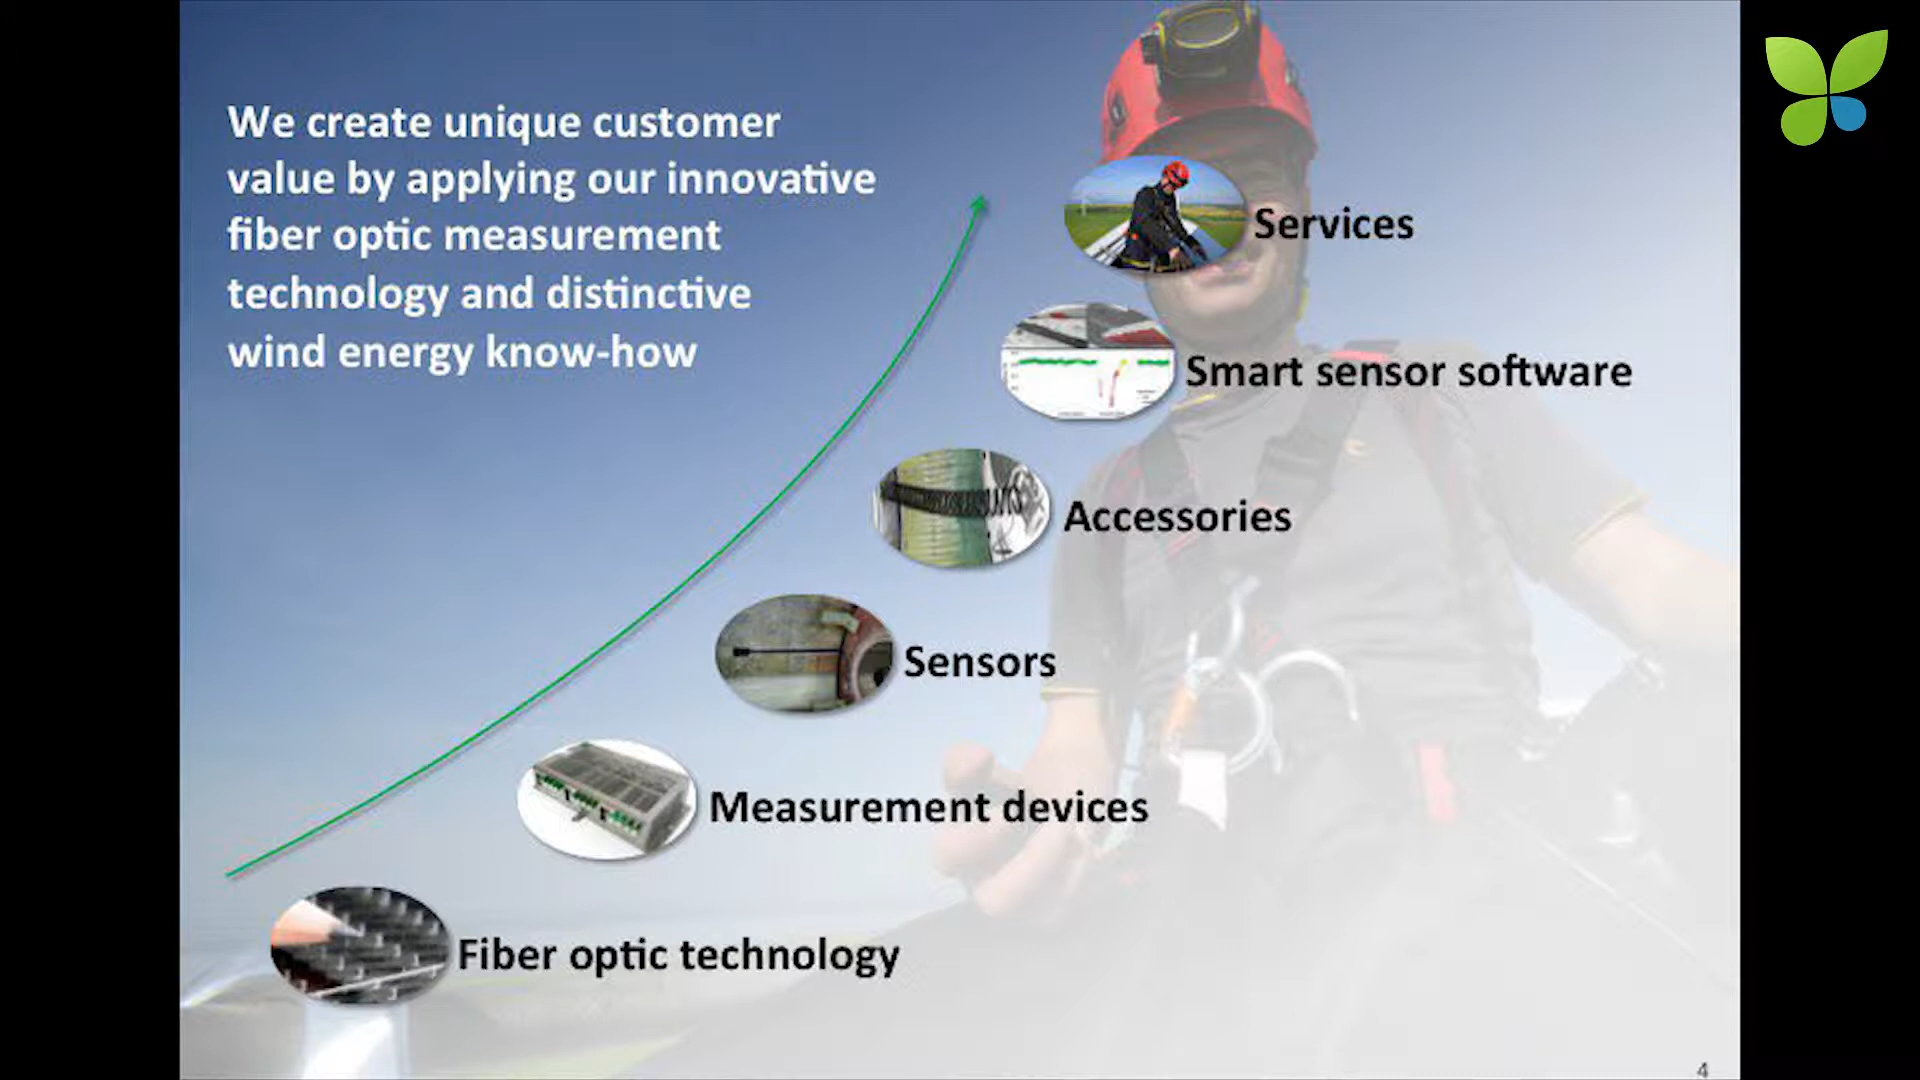 We create unique customer
value by applying our innovative
fiber optic measurement
technology and distinctive
wind energy know-how
Services
Smart sensor software
Accessories
Sensors
Measurement devices
Fiber optic technology
4